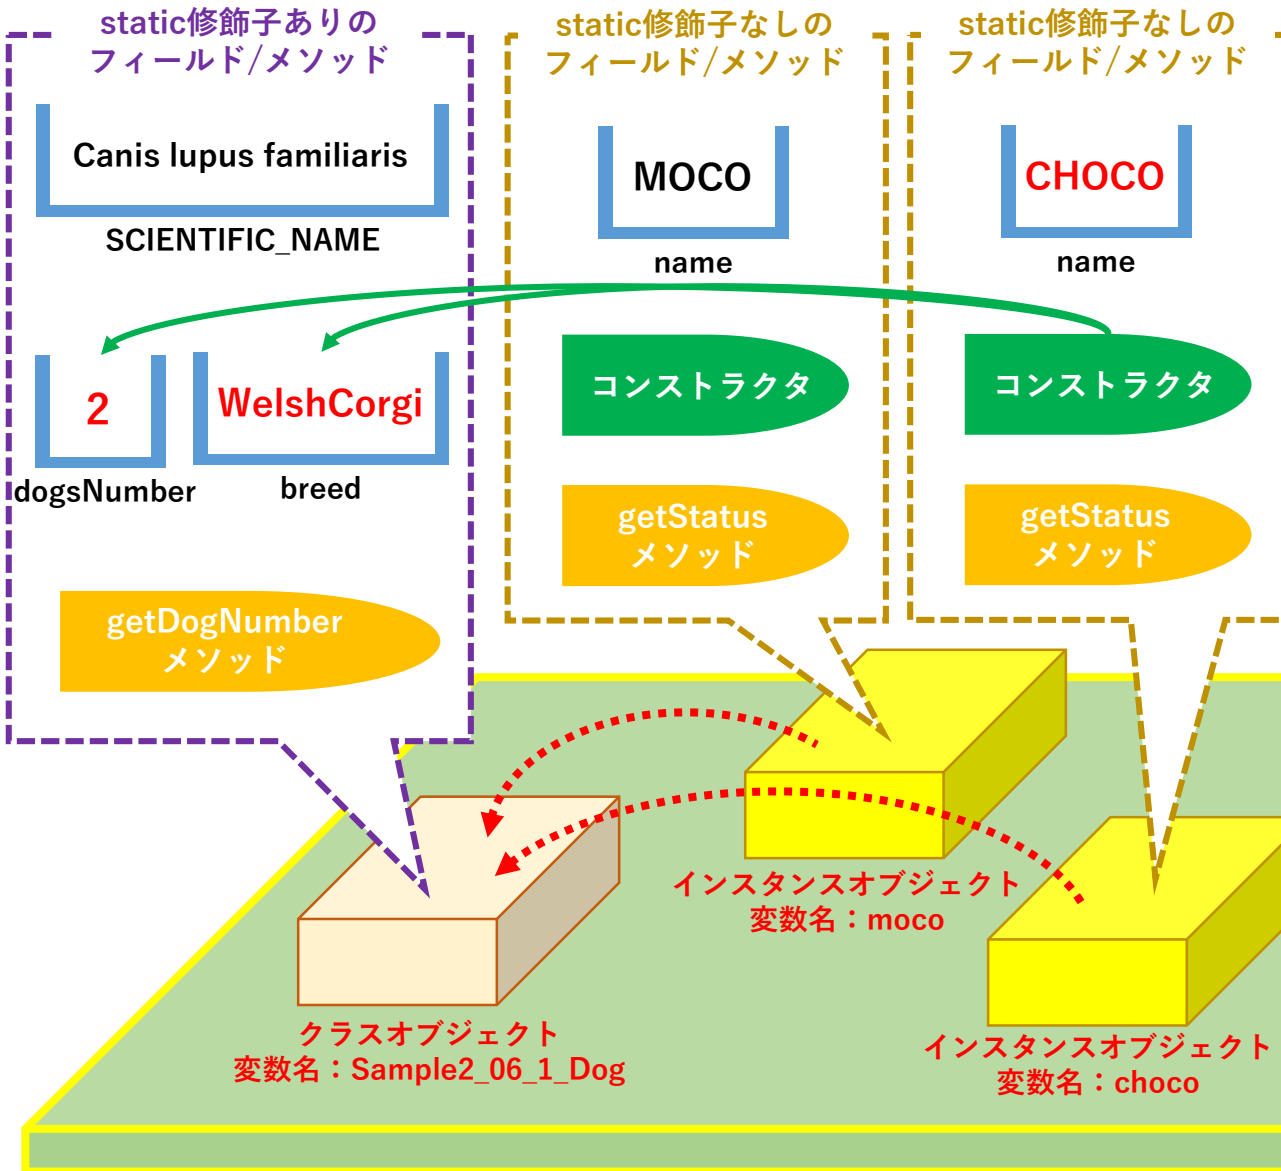 static修飾子ありの
フィールド/メソッド
Canis lupus familiaris
SCIENTIFIC_NAME
2
dogsNumber
WelshCorgi
breed
getDogNumber
メソッド
static修飾子なしの
フィールド/メソッド
MOCO
name
コンストラクタ
getStatus
メソッド
static修飾子なしの
フィールド/メソッド
CHOCO
name
コンストラクタ
getStatus
メソッド
インスタンスオブジェクト
変数名：moco
クラスオブジェクト
変数名：Sample2_06_1_Dog
インスタンスオブジェクト
変数名：choco